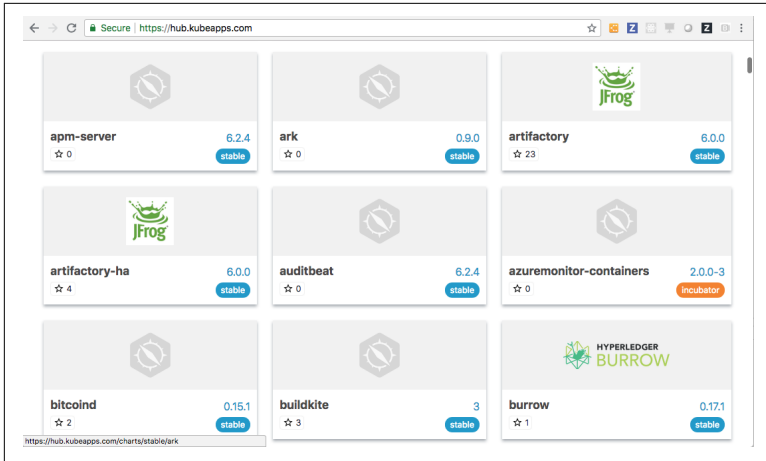 Secure | https://hub.kubeapps.com
JFrog
apm-server 6.2.4
0 stable
ark 0.9.0
0 stable
artifactory 6.0.0
23 stable
JFrog
artifactory-ha 6.0.0
4 stable
auditbeat 6.2.4
0 stable
azuremonitor-containers 2.0.0-3
0 incubator
HYPERLEDGER
BURROW
bitcoind 0.15.1
2 stable
buildkite 3
3 stable
burrow 0.17.1
1 stable
https://hub.kubeapps.com/charts/stable/ark